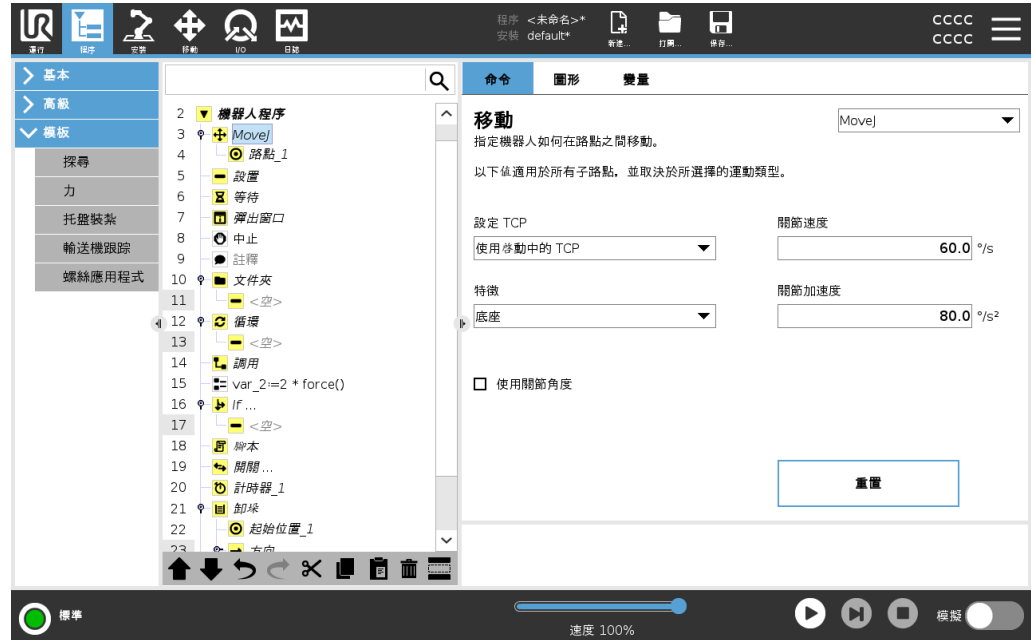 UR
運行
程序
安裝
移動
I/O
日誌
程序 <未命名>*
安裝 default*
新建...
打開...
保存...
CCCC
CCCC
基本
高級
模板
探尋
力
托盤裝紮
輸送機跟踪
螺絲應用程式
2 機器人程序
3 MoveJ
4 路點_1
5 設置
6 等待
7 彈出窗口
8 中止
9 註釋
10 文件夾
11 <空>
12 循環
13 <空>
14 調用
15 var_2:=2 * force()
16 If ...
17 <空>
18 腳本
19 開關 ...
20 計時器_1
21 卸垛
22 起始位置_1
23 方向
命令
圖形
變量
移動
MoveJ
指定機器人如何在路點之間移動。
以下值適用於所有子路點，並取決於所選擇的運動類型。
設定 TCP
使用啓動中的 TCP
關節速度
60.0 °/s
特徵
底座
關節加速度
80.0 °/s²
使用關節角度
重置
標準
速度 100%
模擬